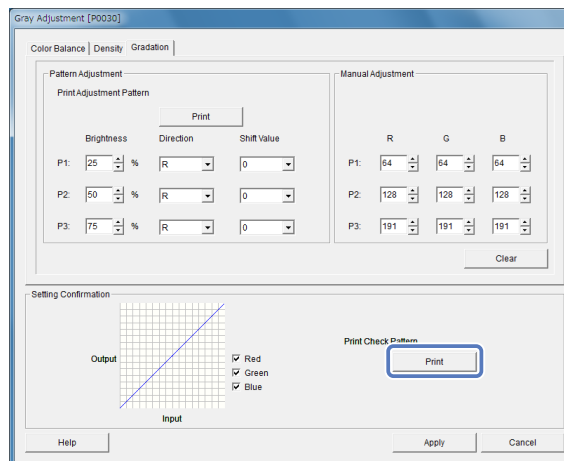 Gray Adjustment [P0030]
Color Balance Density Gradation
Pattern Adjustment Manual Adjustment
Print Adjustment Pattern
Print
Brightness Direction Shift Value R G B
P1: 25 % R 0 P1: 64 64 64
P2: 50 % R 0 P2: 128 128 128
P3: 75 % R 0 P3: 191 191 191
Clear
Setting Confirmation
Print Check Pattern
Output Red Print
Green
Blue
Input
Help Apply Cancel